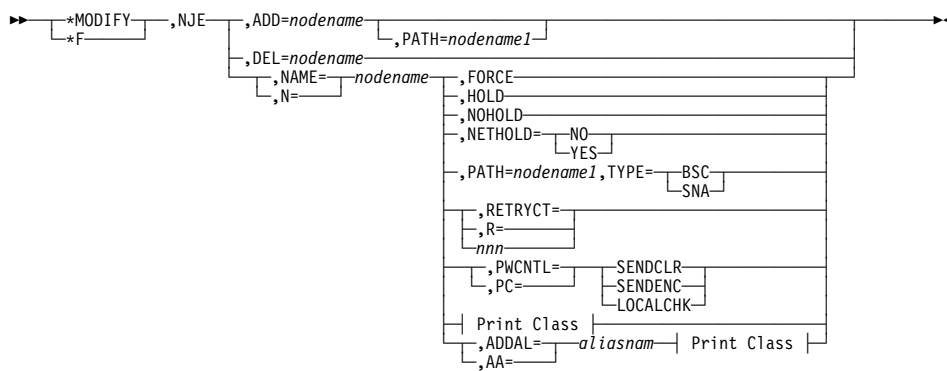 *MODIFY ,NJE ,ADD=nodename
*F ,PATH=nodename1
,DEL=nodename
,NAME= nodename ,FORCE
,N= ,HOLD
,NOHOLD
,NETHOLD= NO
YES
,PATH=nodename1,TYPE= BSC
SNA
,RETRYCT=
,R=
nnn
,PWCNTL= SENDCLR
,PC= SENDENC
LOCALCHK
Print Class
,ADDAL= aliasnam Print Class
,AA=